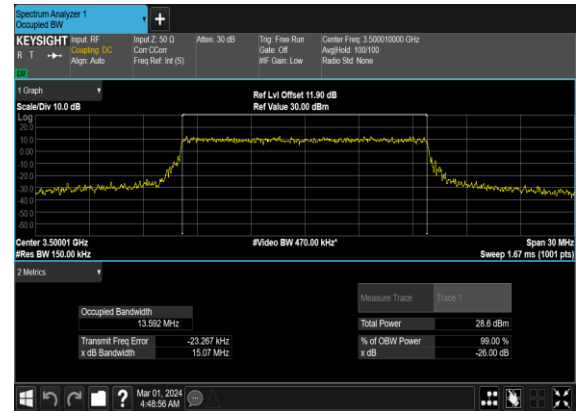 Spectrum Analyzer 1
Occupied BW
KEYSIGHT Input: RF Input Z: 50 Ω Atten: 30 dB Trig: Free Run Center Freq: 3.500010000 GHz
R T Coupling: DC Corr CCorr Gate: Off Avg|Hold: 100/100
Align: Auto Freq Ref: Int (S) #IF Gain: Low Radio Std: None
1 Graph
Ref Lvl Offset 11.90 dB
Scale/Div 10.0 dB Ref Value 30.00 dBm
Log
20.0
10.0
0.00
-10.0
-20.0
-30.0
-40.0
-50.0
-60.0
Center 3.50001 GHz #Video BW 470.00 kHz* Span 30 MHz
#Res BW 150.00 kHz Sweep 1.67 ms (1001 pts)
2 Metrics
Measure Trace Trace 1
Occupied Bandwidth
13.592 MHz Total Power 28.6 dBm
Transmit Freq Error -23.267 kHz % of OBW Power 99.00 %
x dB Bandwidth 15.07 MHz x dB -26.00 dB
Mar 01, 2024
4:48:56 AM